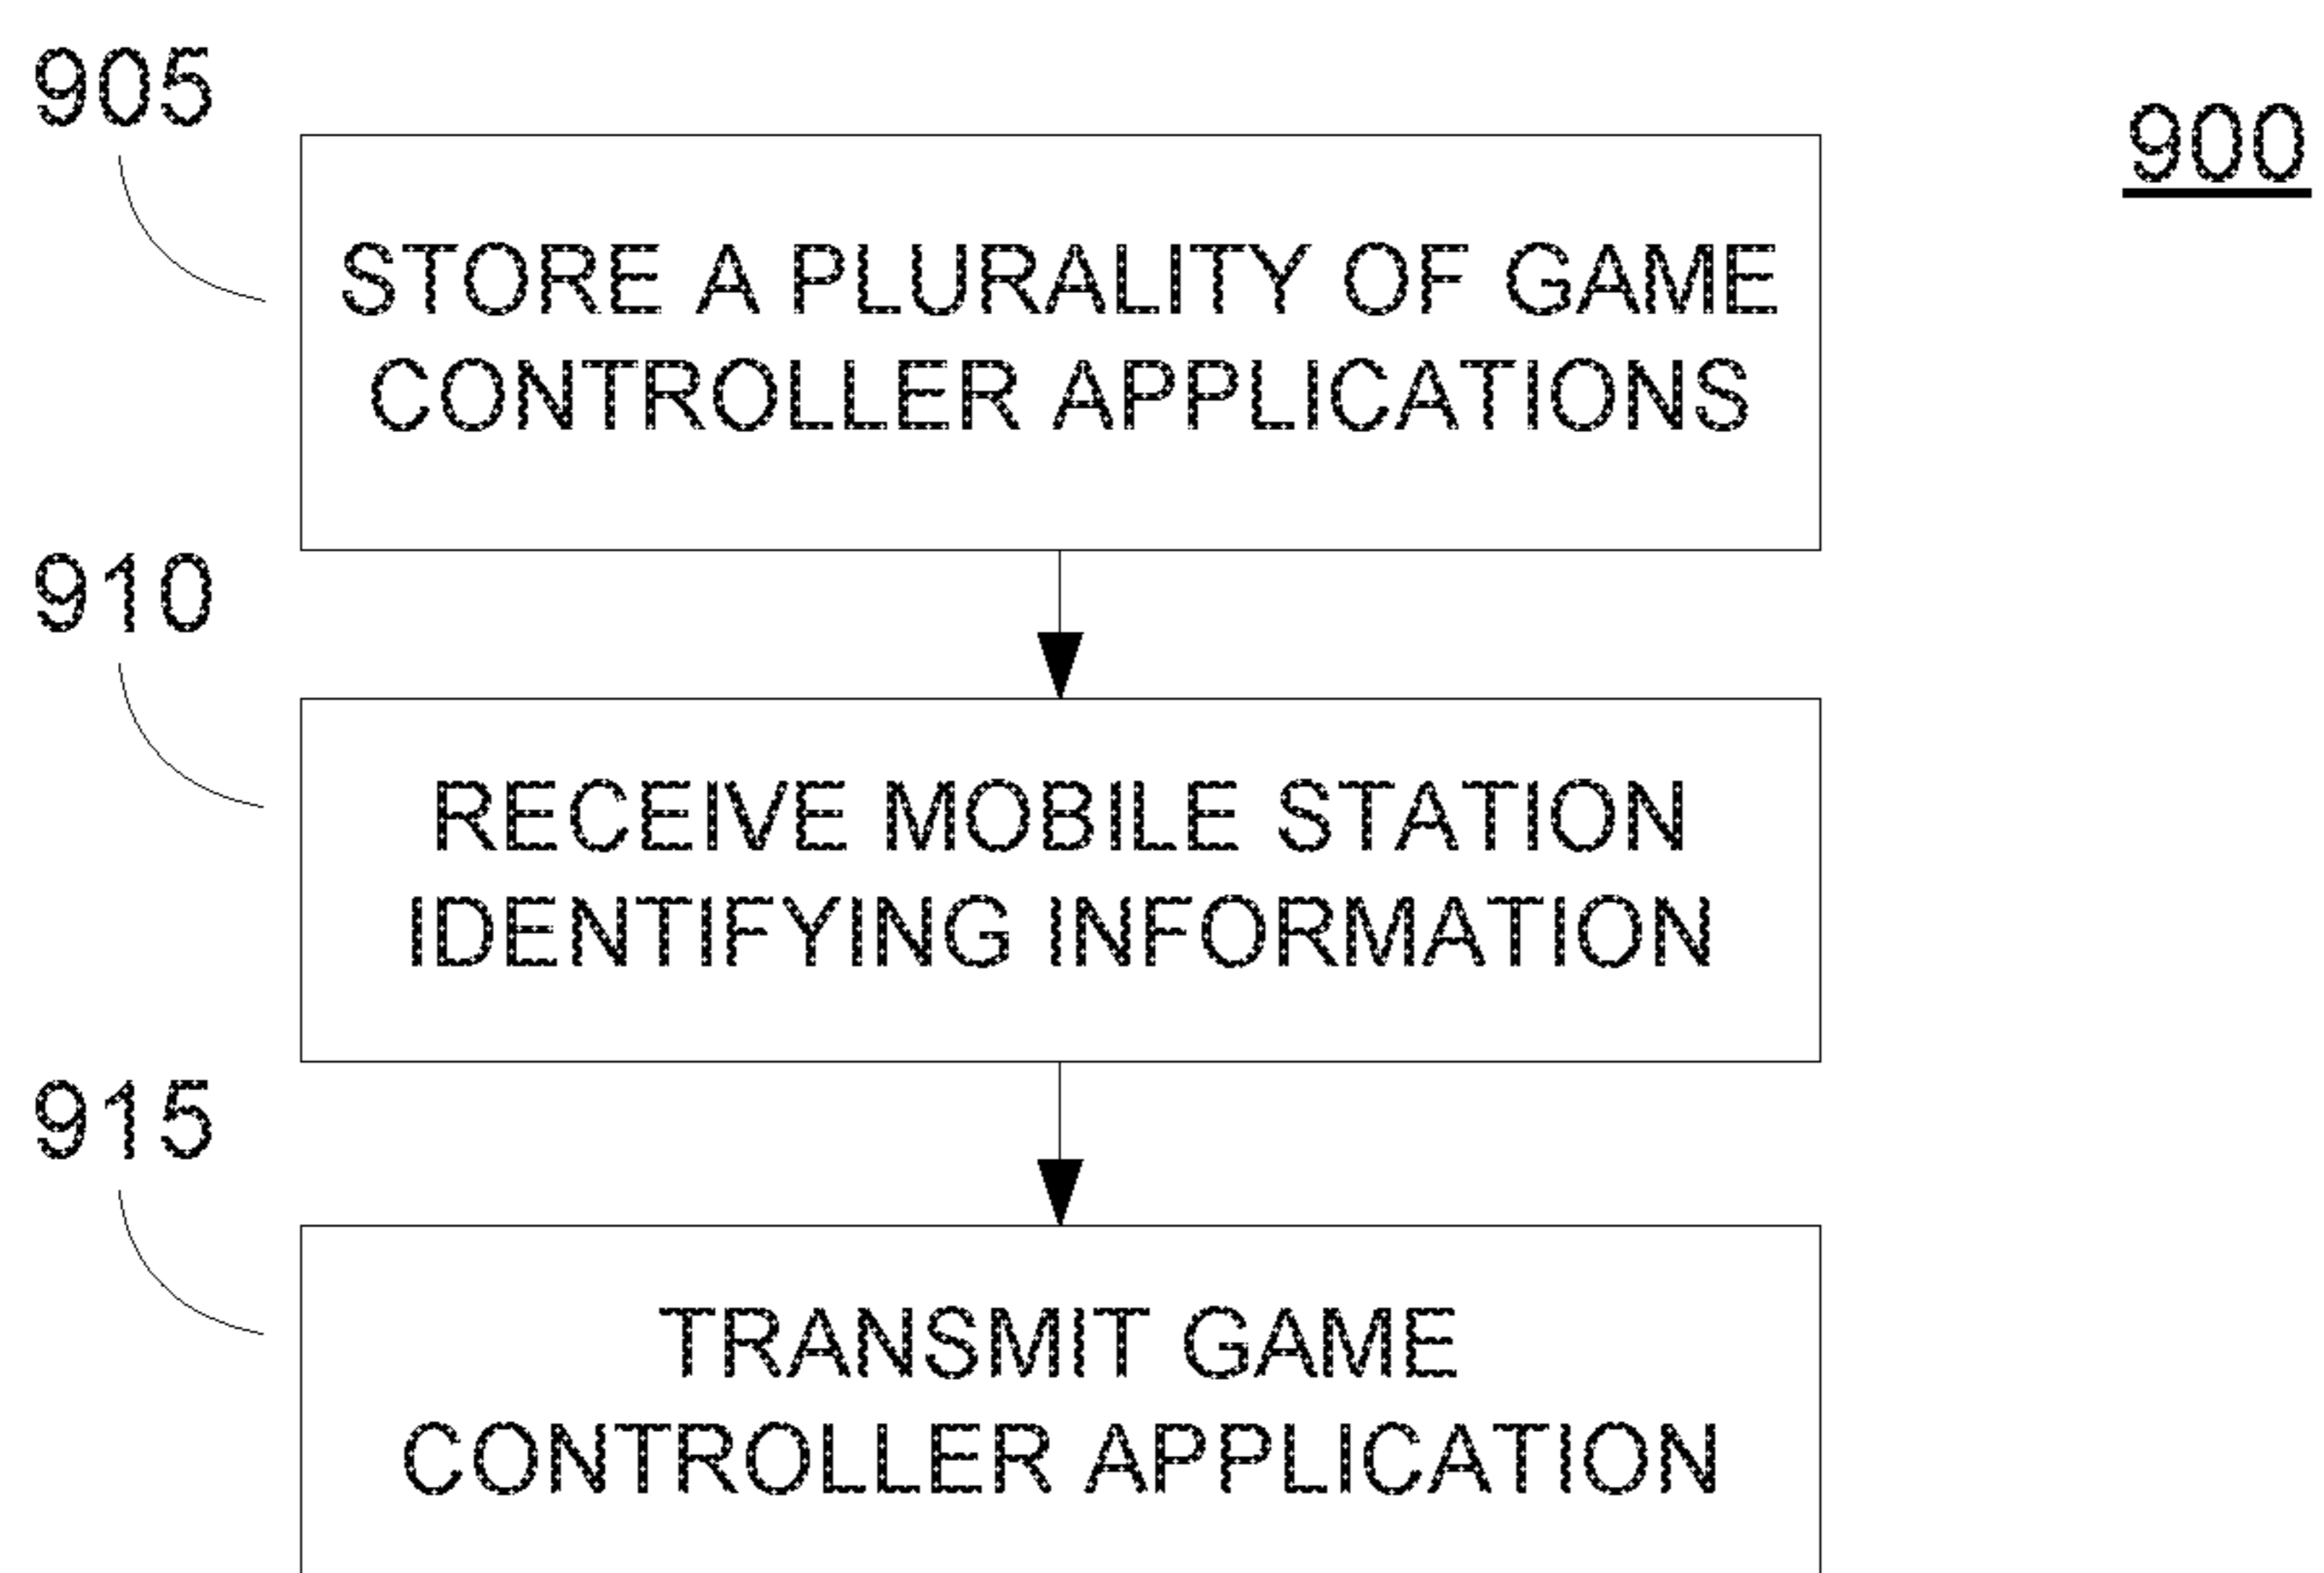 905
900
STORE A PLURALITY OF GAME
CONTROLLER APPLICATIONS
910
RECEIVE MOBILE STATION
IDENTIFYING INFORMATION
915
TRANSMIT GAME
CONTROLLER APPLICATION